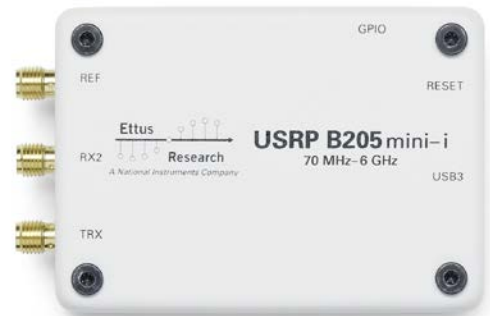 GPIO
REF
RESET
Ettus
Research
A National Instruments Company
USRP B205mini-i
70 MHz-6 GHz
RX2
USB3
TRX